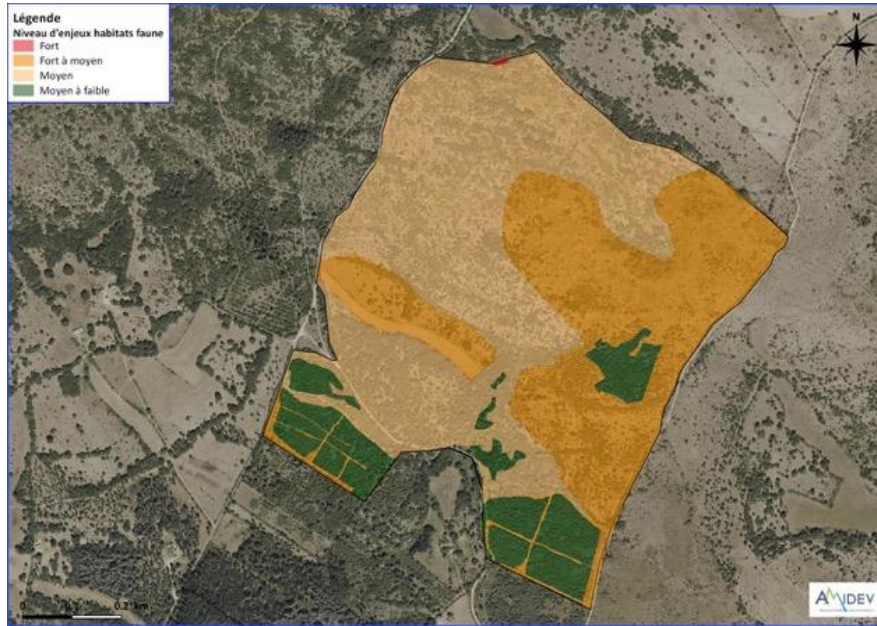 Légende
Niveau d'enjeux habitats faune
Fort
Fort à moyen
Moyen
Moyen à faible
N
0
0.2 km
AMIDEV